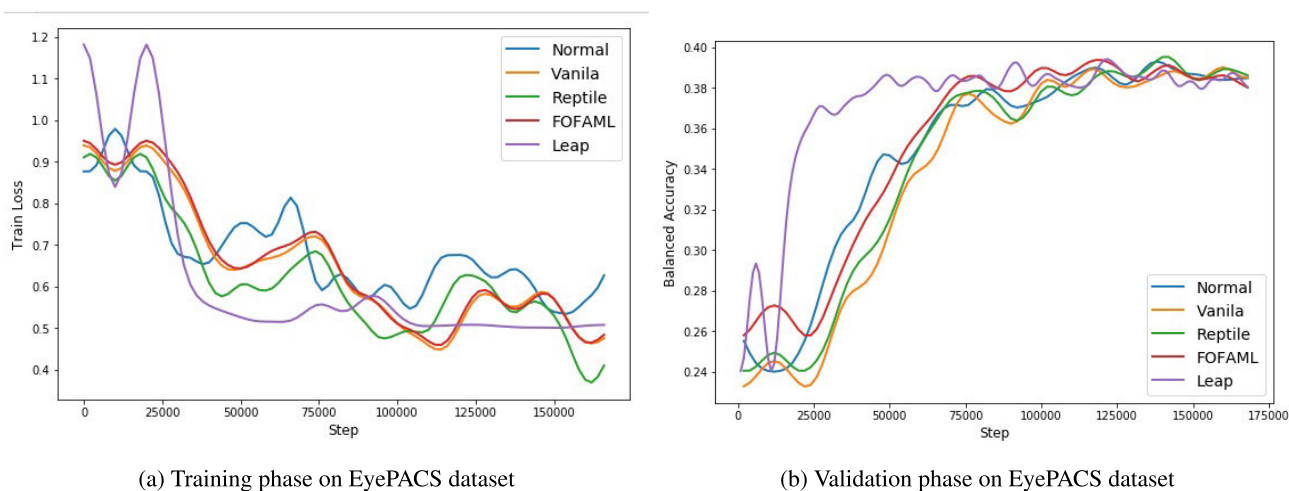 1.2
1.1
1.0
0.9
0.8
0.7
0.6
0.5
0.4
Train Loss
0 25000 50000 75000 100000 125000 150000
Step
Normal
Vanila
Reptile
FOFAML
Leap
(a) Training phase on EyePACS dataset
0.40
0.38
0.36
0.34
0.32
0.30
0.28
0.26
0.24
Balanced Accuracy
0 25000 50000 75000 100000 125000 150000 175000
Step
Normal
Vanila
Reptile
FOFAML
Leap
(b) Validation phase on EyePACS dataset